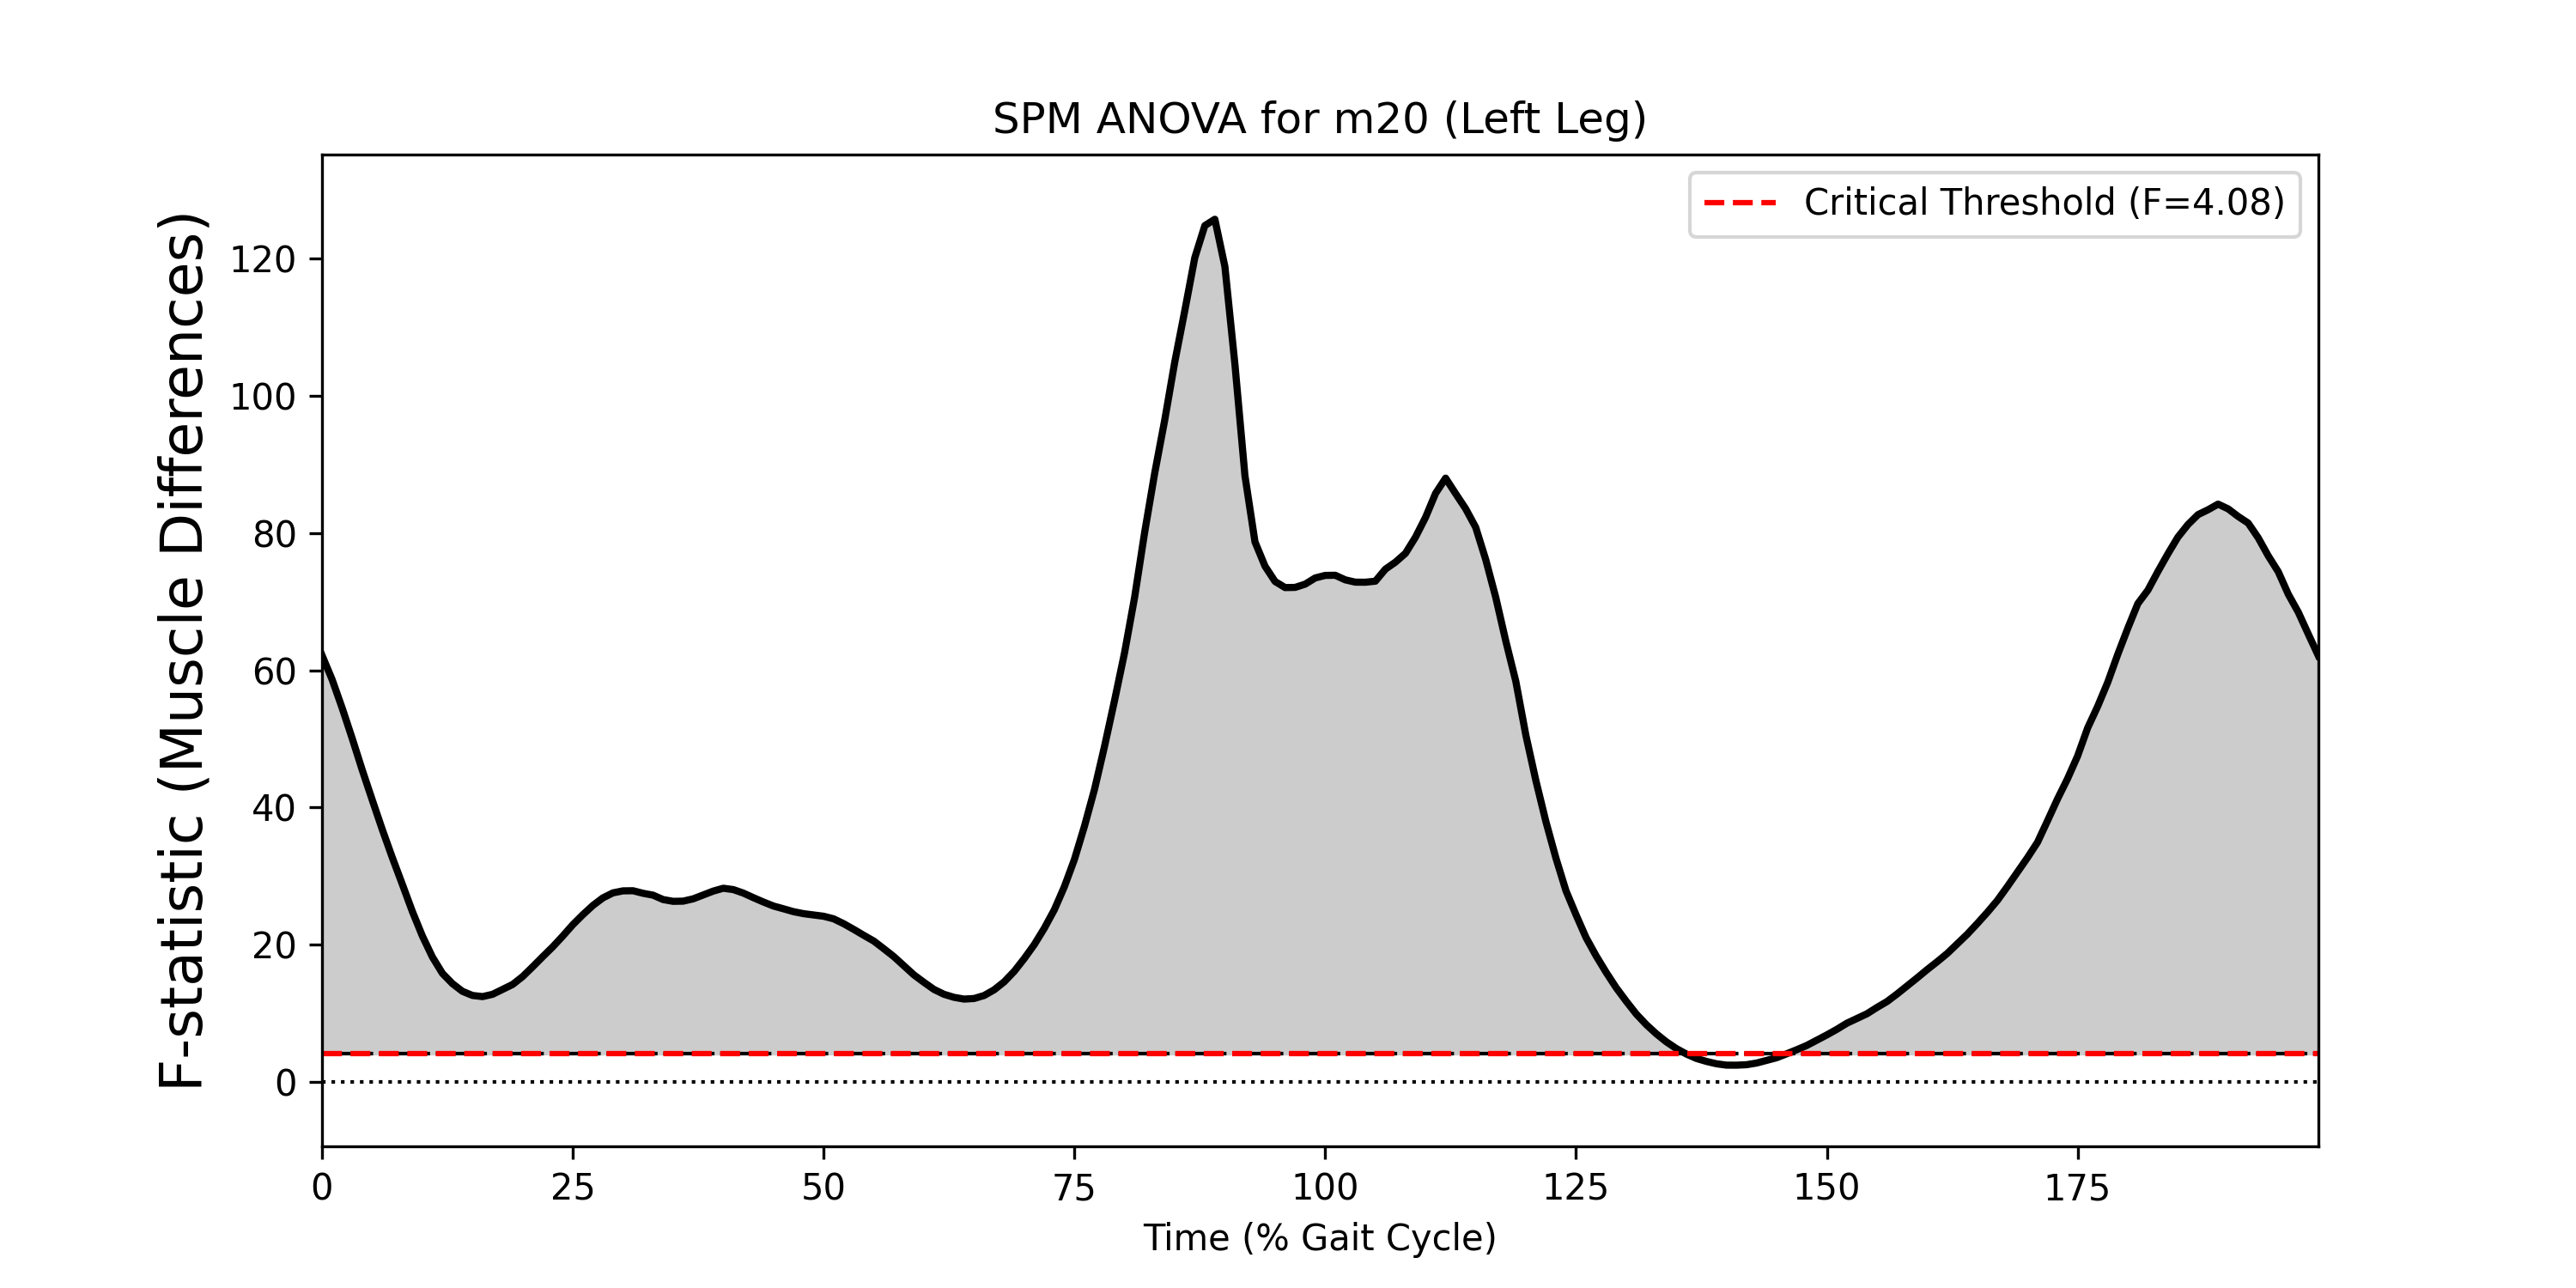 SPM ANOVA for m20 (Left Leg)
Critical Threshold (F=4.08)
F-statistic (Muscle Differences)
120
100
80
60
40
20
0
0 25 50 75 100 125 150 175
Time (% Gait Cycle)